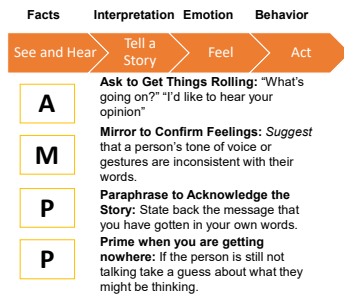 Facts Interpretation Emotion Behavior
See and Hear Tell a Story Feel Act
A
Ask to Get Things Rolling: “What’s
going on?” “I’d like to hear your
opinion”
M
Mirror to Confirm Feelings: Suggest
that a person’s tone of voice or
gestures are inconsistent with their
words.
P
Paraphrase to Acknowledge the
Story: State back the message that
you have gotten in your own words.
P
Prime when you are getting
nowhere: If the person is still not
talking take a guess about what they
might be thinking.